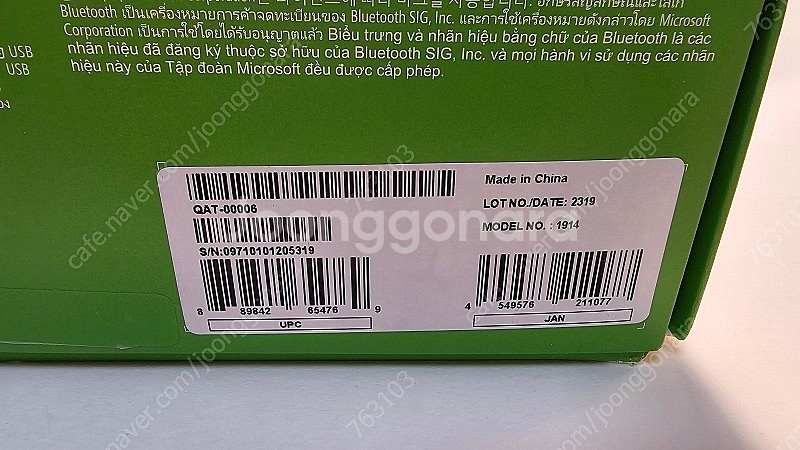 Bluetooth เป็นเครื่องหมายการค้าจดทะเบียนของ Bluetooth SIG, Inc. และการใช้เครื่องหมายดังกล่าวโดย Microsoft
Corporation เป็นการใช้โดยได้รับอนุญาตแล้ว Biểu trưng và nhãn hiệu bằng chữ của Bluetooth là các
nhãn hiệu đã đăng ký thuộc sở hữu của Bluetooth SIG, Inc. và mọi hành vi sử dụng các nhãn
hiệu này của Tập đoàn Microsoft đều được cấp phép.
USB
USB
QAT-00006
S/N:09710101205319
8 89842 65476 9
UPC
Made in China
LOT NO./DATE: 2319
MODEL NO. : 1914
4 549576 211077
JAN
joonggonara
cafe.naver.com/joonggonara
763103